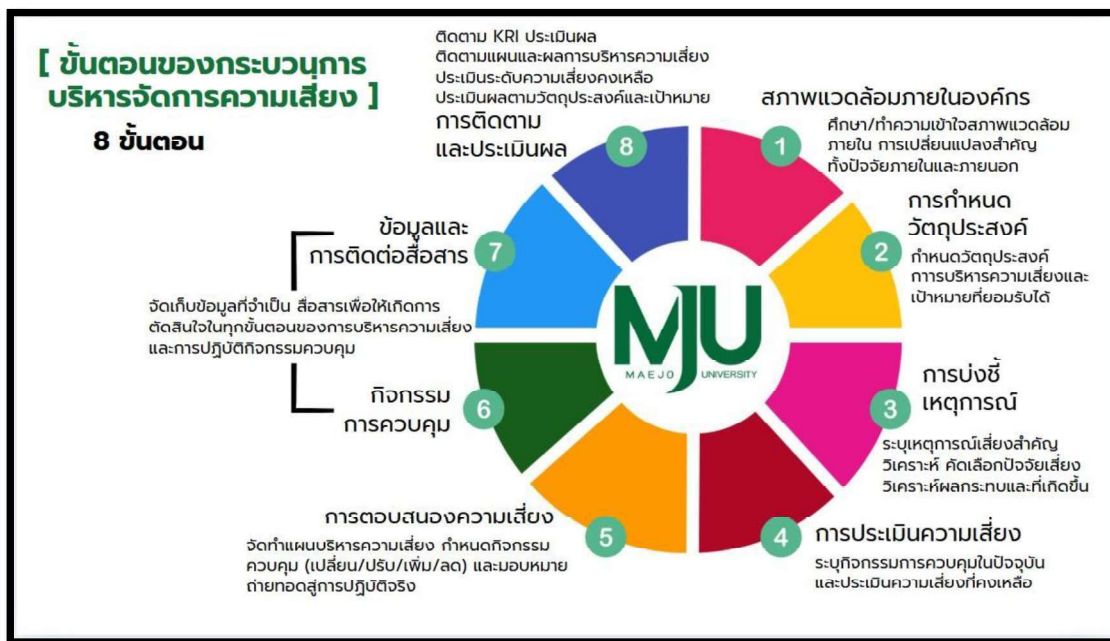 [ ขั้นตอนของกระบวนการ
บริหารจัดการความเสี่ยง ]
8 ขั้นตอน
1
สภาพแวดล้อมภายในองค์กร
ศึกษา/ทำความเข้าใจสภาพแวดล้อม
ภายใน การเปลี่ยนแปลงสำคัญ
ทั้งปัจจัยภายในและภายนอก
2
การกำหนด
วัตถุประสงค์
กำหนดวัตถุประสงค์
กาารบริหารความเสี่ยงและ
เป้าหมายที่ยอมรับได้
3
การบ่งชี้
เหตุการณ์
ระบุเหตุการณ์เสี่ยงสำคัญ
วิเคราะห์ คัดเลือกปัจจัยเสี่ยง
วิเคราะห์ผลกระทบและที่เกิดขึ้น
4
การประเมินความเสี่ยง
ระบุกิจกรรมการควบคุมในปัจจุบัน
และประเมินความเสี่ยงที่คงเหลือ
5
การตอบสนองความเสี่ยง
จัดทำแผนบริหารความเสี่ยง กำหนดกิจกรรม
ควบคุม (เปลี่ยน/ปรับ/เพิ่ม/ลด) และมอบหมาย
ถ่ายทอดสู่การปฏิบัติจริง
6
กิจกรรม
การควบคุม
จัดเก็บข้อมูลที่จำเป็น สื่อสารเพื่อให้เกิดการ
ตัดสินใจในทุกขั้นตอนของการบริหารความเสี่ยง
และการปฏิบัติกิจกรรมควบคุม
7
ข้อมูลและ
การติดต่อสื่อสาร
8
ติดตาม KRI ประเมินผล
ติดตามแผนและผลการบริหารความเสี่ยง
ประเมินระดับความเสี่ยงคงเหลือ
ประเมินผลตามวัตถุประสงค์และเป้าหมาย
การติดตาม
และประเมินผล
MJU
MAEJO UNIVERSITY